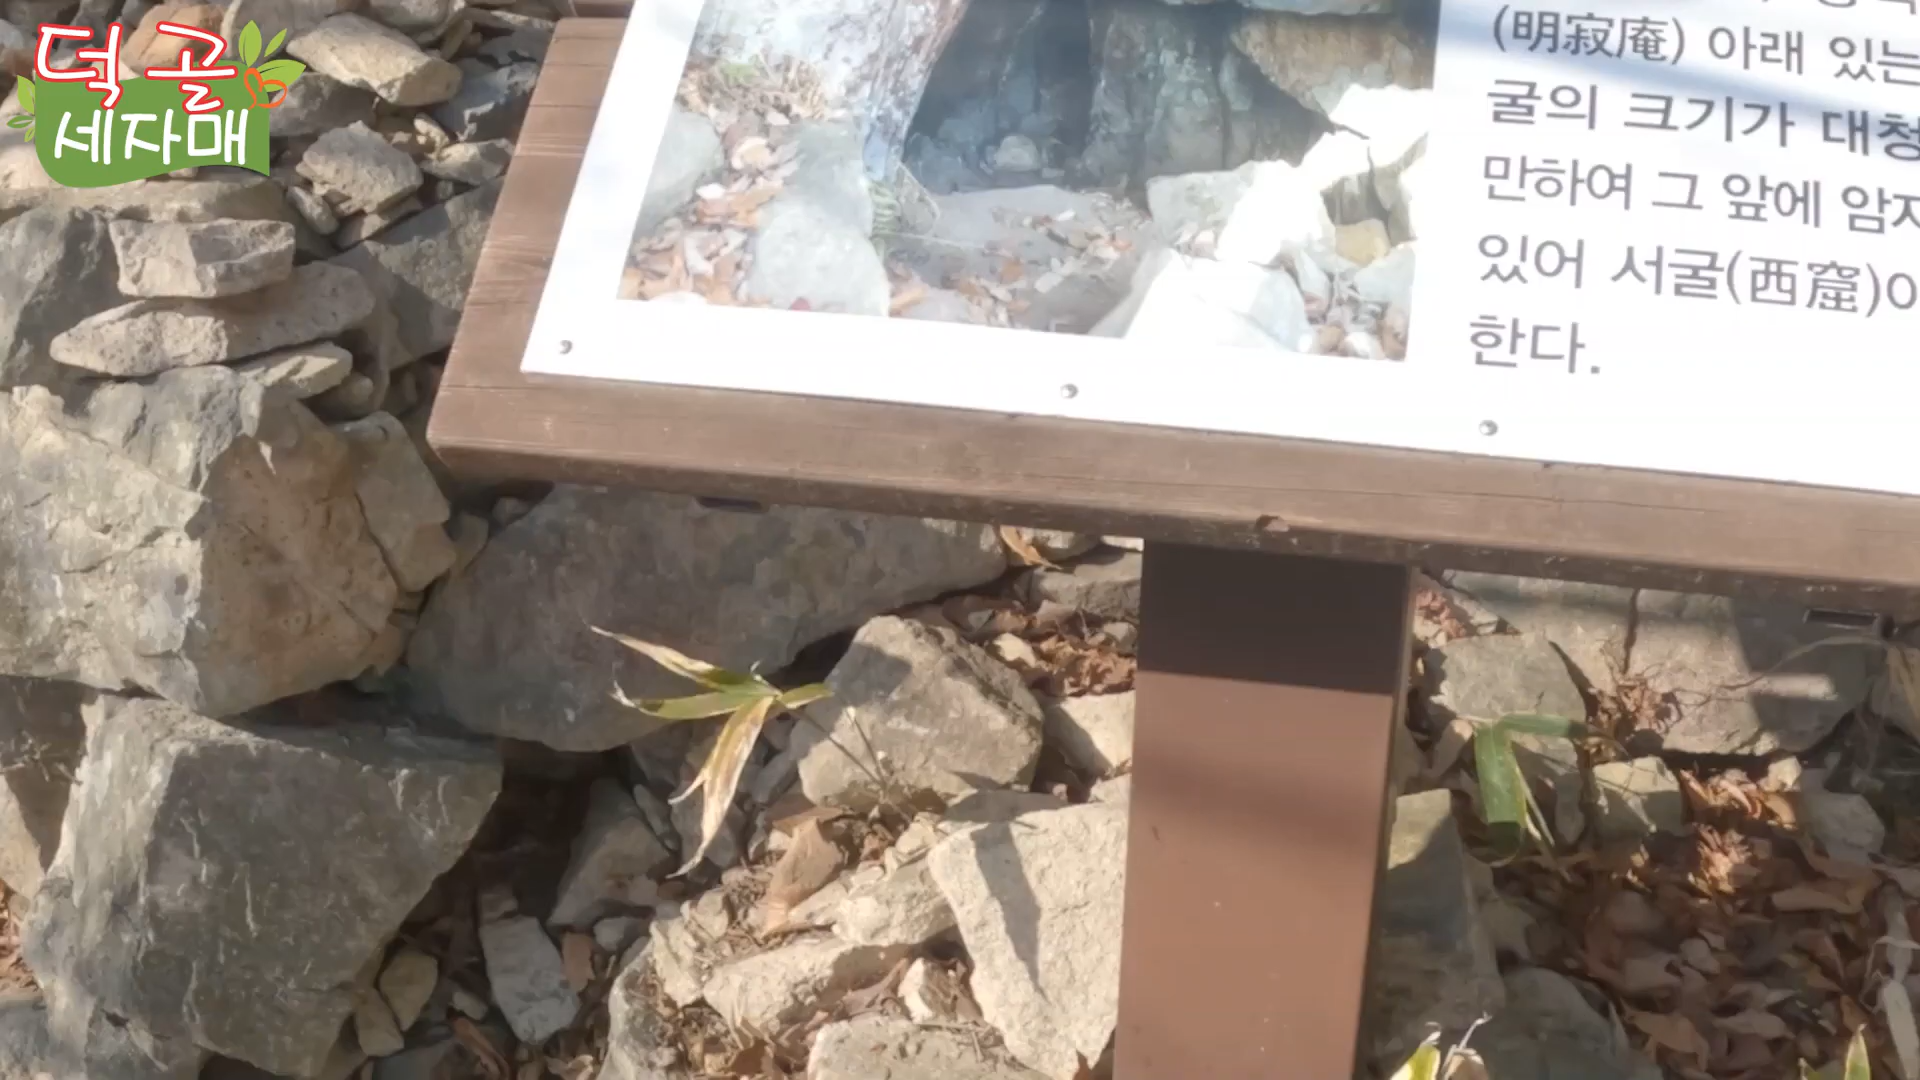 덕골
세자매
(明寂庵) 아래 있는
굴의 크기가 대청
만하여 그 앞에 암자
있어 서굴(西窟)이
한다.